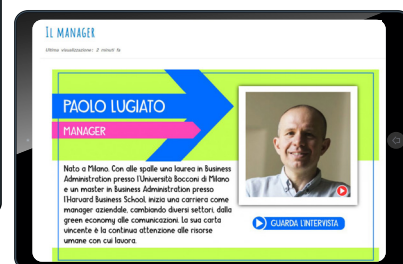 Il manager
Ultima visualizzazione: 2 minuti fa
PAOLO LUGIATO
MANAGER
Nato a Milano. Con alle spalle una laurea in Business
Administration presso l'Università Bocconi di Milano
e un master in Business Administration presso
l'Harvard Business School, inizia una carriera come
manager aziendale, cambiando diversi settori, dalla
green economy alle comunicazioni. La sua carta
vincente è la continua attenzione alle risorse
umane con cui lavora.
GUARDA L'INTERVISTA